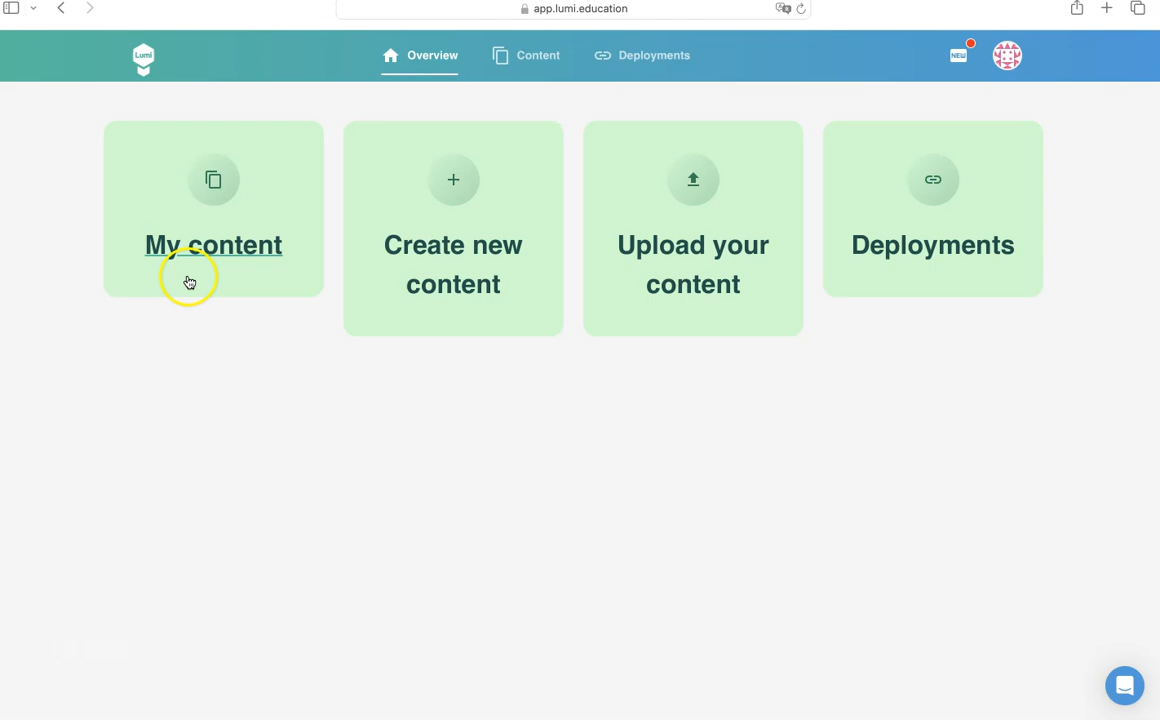 app.lumi.education
Lumi
Overview
Content
Deployments
NEW
My content
Create new
content
Upload your
content
Deployments